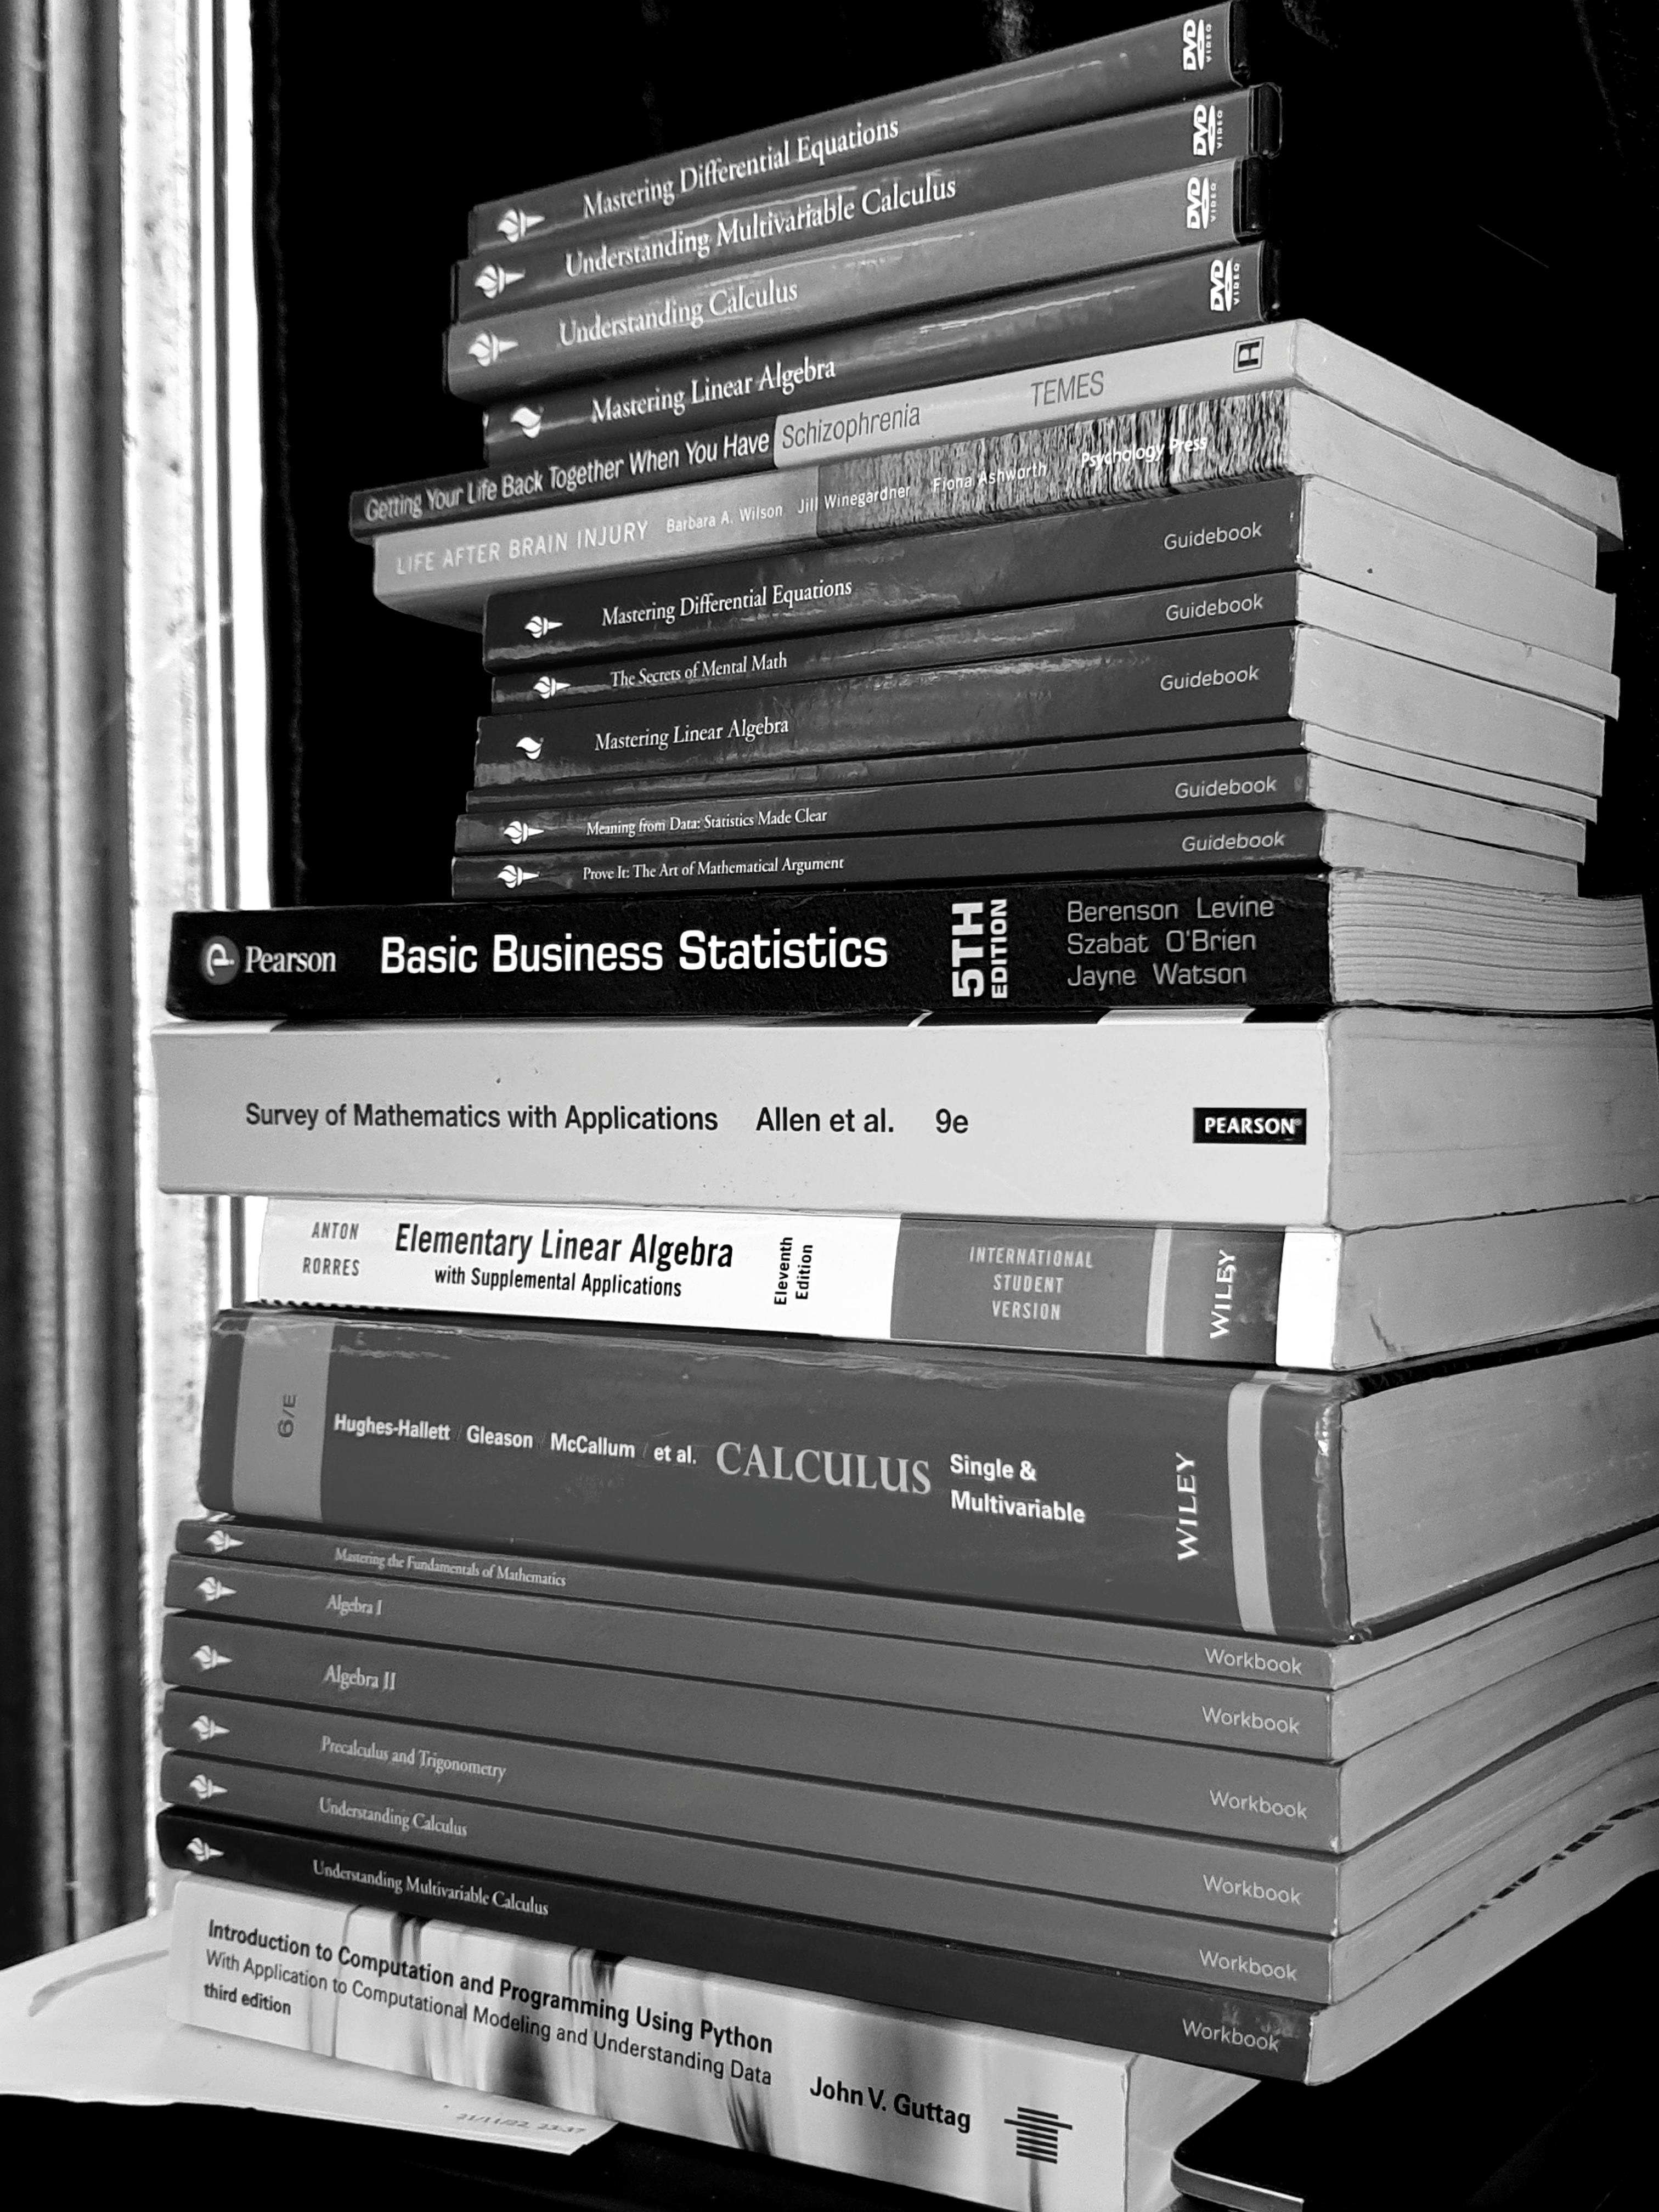 Mastering Differential Equations DVD VIDEO
Understanding Multivariable Calculus DVD VIDEO
Understanding Calculus DVD VIDEO
Mastering Linear Algebra DVD VIDEO
Getting Your Life Back Together When You Have Schizophrenia TEMES H
LIFE AFTER BRAIN INJURY Barbara A. Wilson Jill Winegardner Fiona Ashworth Psychology Press
Mastering Differential Equations Guidebook
The Secrets of Mental Math Guidebook
Mastering Linear Algebra Guidebook
Meaning from Data: Statistics Made Clear Guidebook
Prove It: The Art of Mathematical Argument Guidebook
Pearson Basic Business Statistics
5TH
EDITION
Berenson Levine
Szabat O'Brien
Jayne Watson
Survey of Mathematics with Applications Allen et al. 9e PEARSON
ANTON
RORRES
Elementary Linear Algebra
with Supplemental Applications
Eleventh
Edition
INTERNATIONAL
STUDENT
VERSION
WILEY
6/E
Hughes-Hallett Gleason McCallum et al. CALCULUS
Single &
Multivariable
WILEY
Mastering the Fundamentals of Mathematics Workbook
Algebra I Workbook
Algebra II Workbook
Precalculus and Trigonometry Workbook
Understanding Calculus Workbook
Understanding Multivariable Calculus Workbook
Introduction to Computation and Programming Using Python
With Application to Computational Modeling and Understanding Data
third edition
John V. Guttag
21/11/22, 23:37